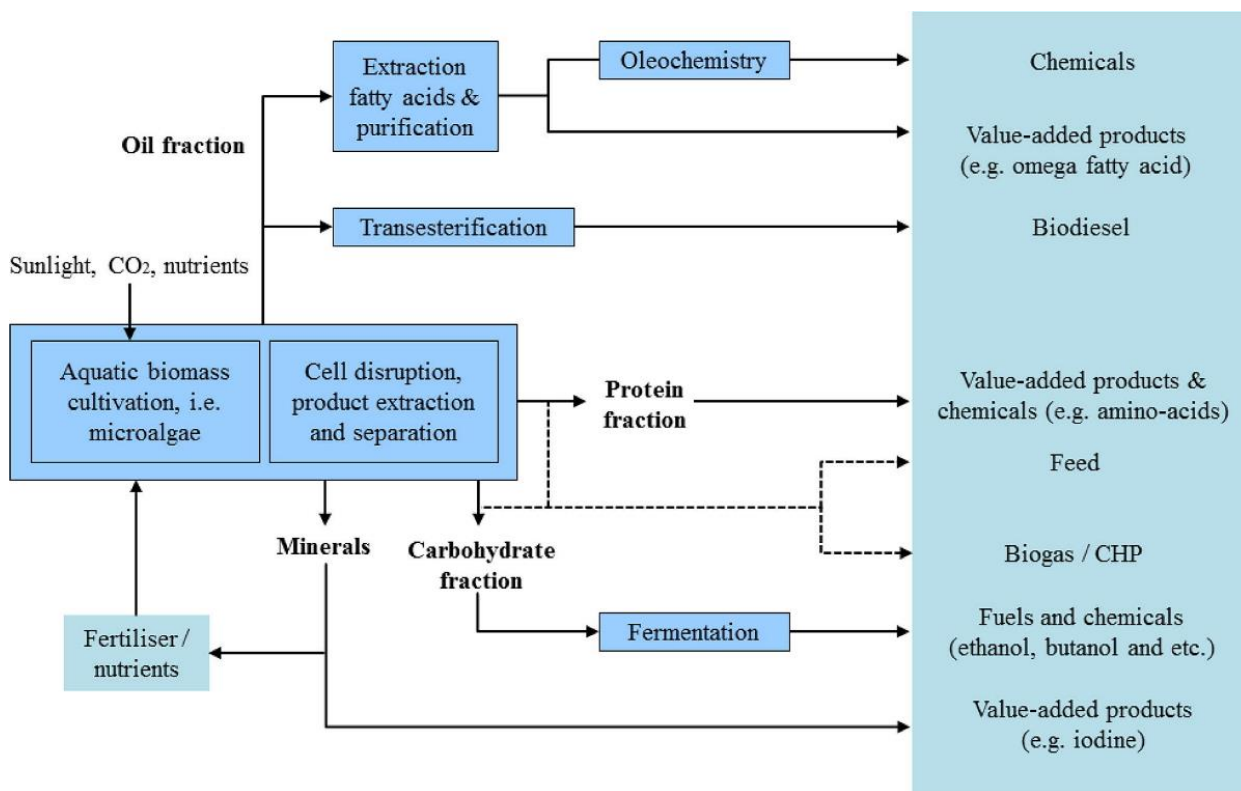 Extraction
fatty acids &
purification
Oleochemistry
Chemicals
Oil fraction
Value-added products
(e.g. omega fatty acid)
Transesterification
Biodiesel
Sunlight, CO₂, nutrients
Aquatic biomass
cultivation, i.e.
microalgae
Cell disruption,
product extraction
and separation
Protein
fraction
Value-added products &
chemicals (e.g. amino-acids)
Feed
Minerals
Carbohydrate
fraction
Biogas / CHP
Fertiliser /
nutrients
Fermentation
Fuels and chemicals
(ethanol, butanol and etc.)
Value-added products
(e.g. iodine)